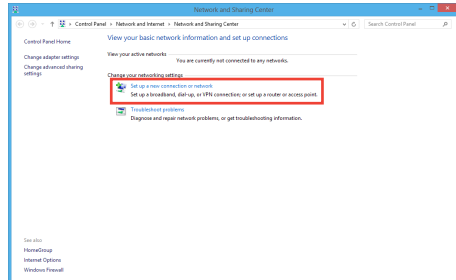 Network and Sharing Center
Control Panel › Network and Internet › Network and Sharing Center
Search Control Panel
Control Panel Home
Change adapter settings
Change advanced sharing
settings
View your basic network information and set up connections
View your active networks
You are currently not connected to any networks.
Change your networking settings
Set up a new connection or network
Set up a broadband, dial-up, or VPN connection; or set up a router or access point.
Troubleshoot problems
Diagnose and repair network problems, or get troubleshooting information.
See also
HomeGroup
Internet Options
Windows Firewall